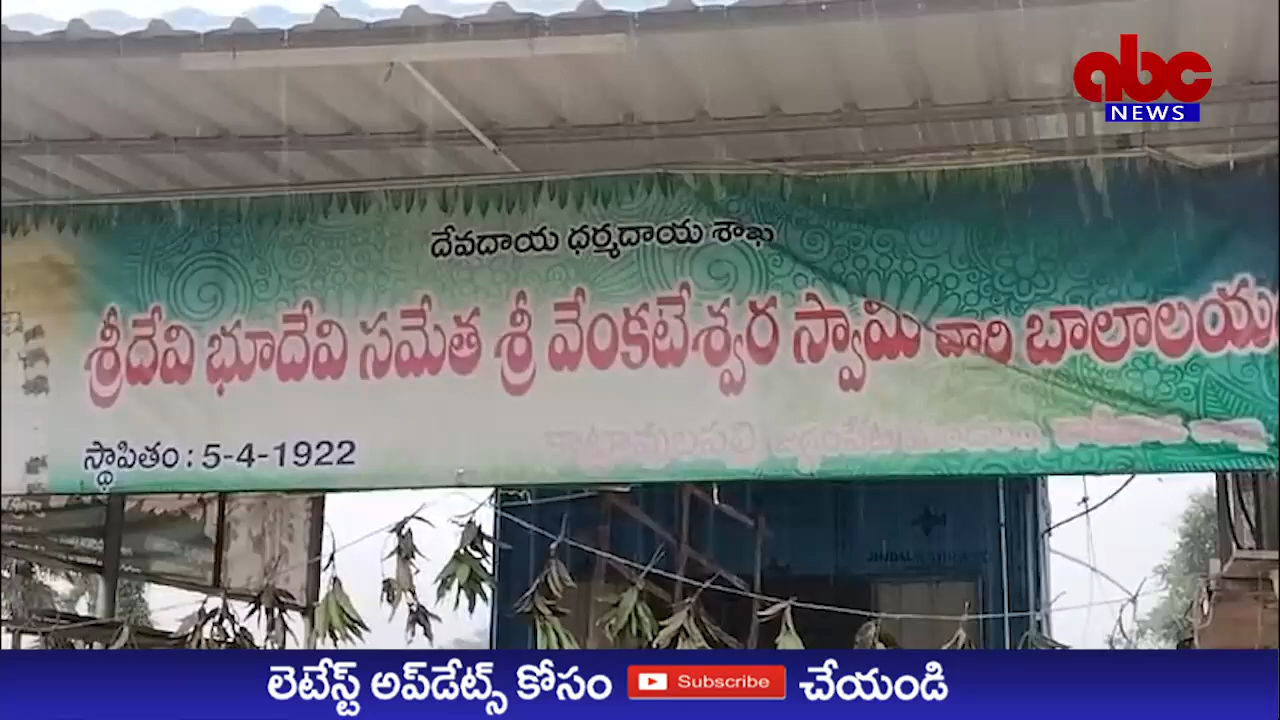 abc
NEWS
దేవదాయ ధర్మదాయ శాఖ
శ్రీదేవి భూదేవి సమేత శ్రీ వేంకటేశ్వర స్వామి వారి బాలాలయ
స్థాపితం : 5-4-1922
లెటేస్ట్ అప్‌డేట్స్ కోసం Subscribe చేయండి